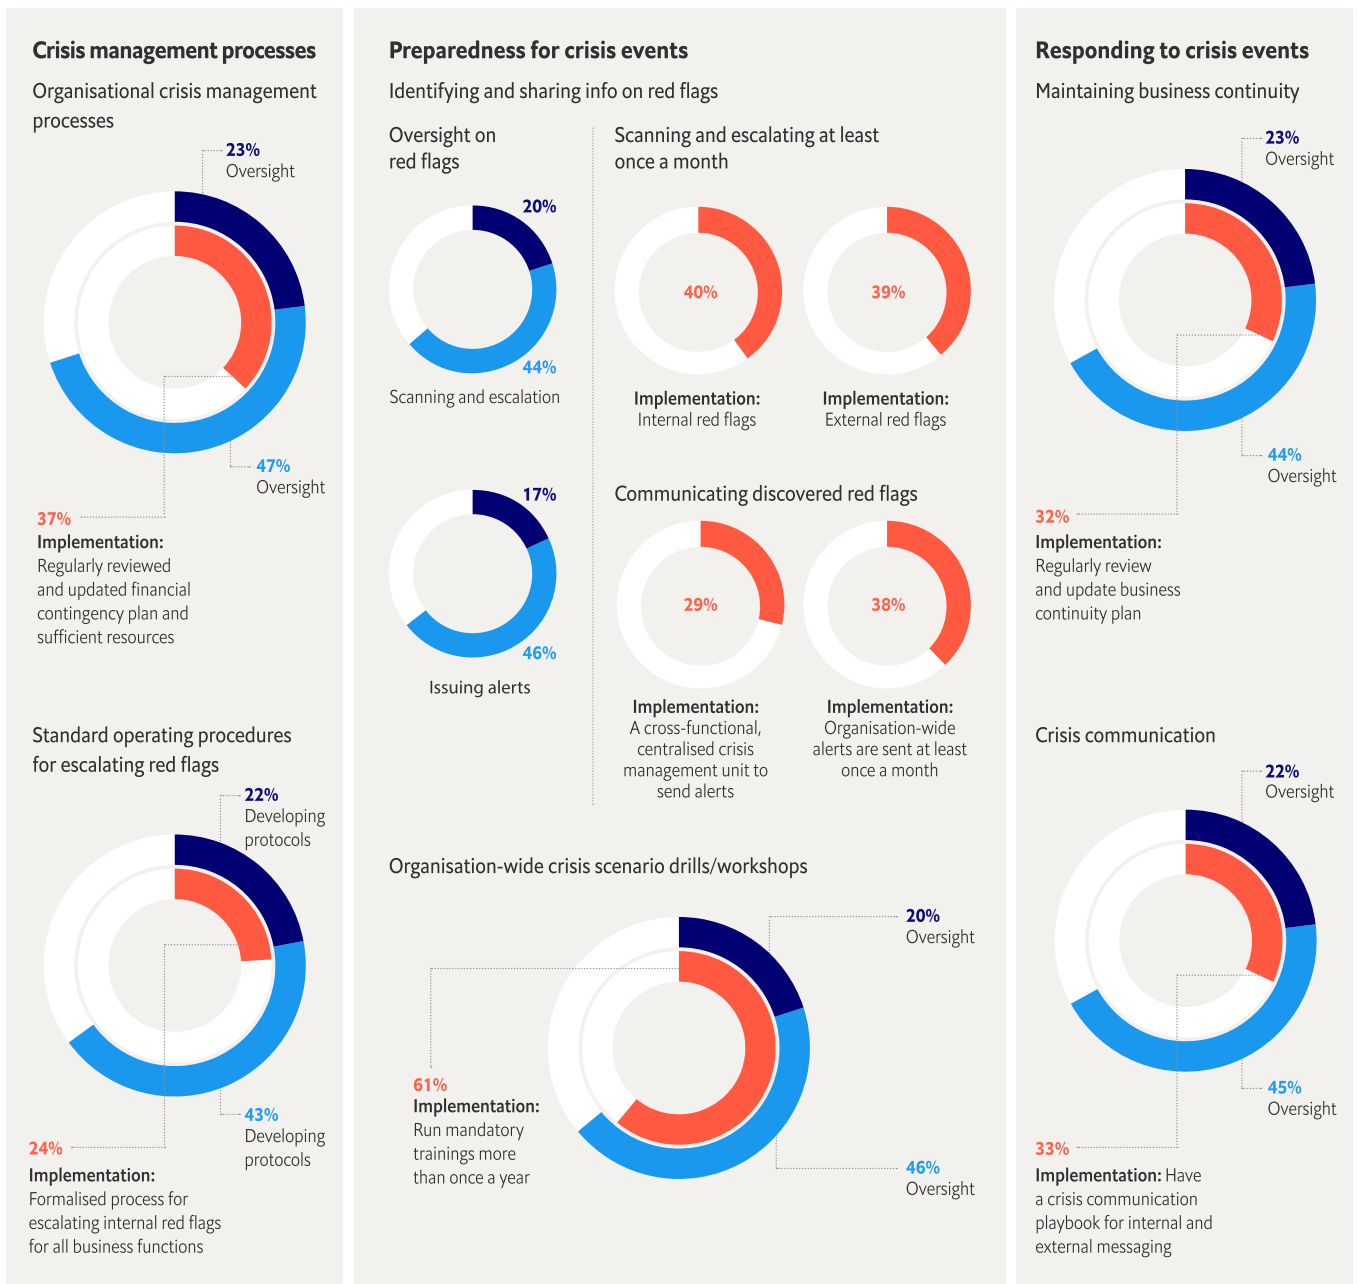 Crisis management processes
Organisational crisis management
processes
23%
Oversight
47%
Oversight
37%
Implementation:
Regularly reviewed
and updated financial
contingency plan and
sufficient resources
Standard operating procedures
for escalating red flags
22%
Developing
protocols
43%
Developing
protocols
24%
Implementation:
Formalised process for
escalating internal red flags
for all business functions
Preparedness for crisis events
Identifying and sharing info on red flags
Oversight on
red flags
20%
44%
Scanning and escalation
17%
46%
Issuing alerts
Scanning and escalating at least
once a month
40%
Implementation:
Internal red flags
39%
Implementation:
External red flags
Communicating discovered red flags
29%
Implementation:
A cross-functional,
centralised crisis
management unit to
send alerts
38%
Implementation:
Organisation-wide
alerts are sent at least
once a month
Organisation-wide crisis scenario drills/workshops
20%
Oversight
61%
Implementation:
Run mandatory
trainings more
than once a year
46%
Oversight
Responding to crisis events
Maintaining business continuity
23%
Oversight
44%
Oversight
32%
Implementation:
Regularly review
and update business
continuity plan
Crisis communication
22%
Oversight
45%
Oversight
33%
Implementation: Have
a crisis communication
playbook for internal and
external messaging